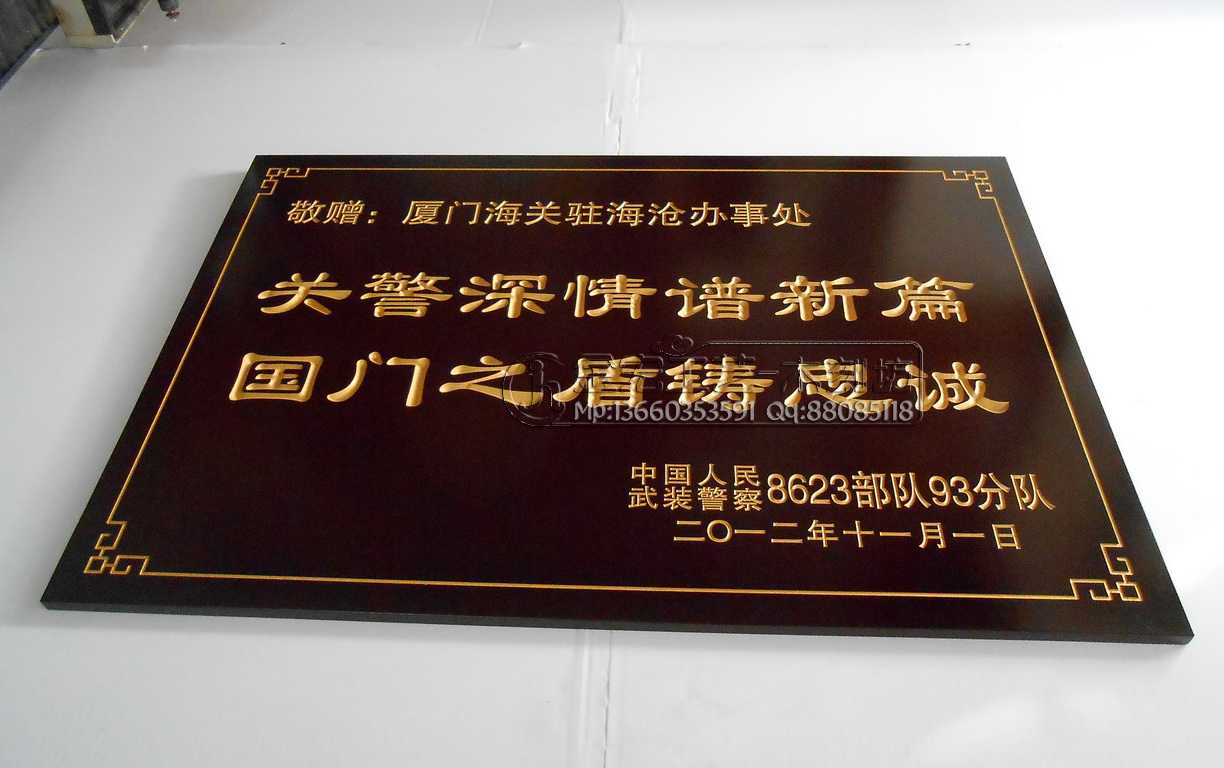 敬赠：厦门海关驻海沧办事处
关警深情谱新篇
国门之盾铸忠诚
Mp:13660353591 Qq:88085118
中国人民
武装警察 8623部队93分队
二〇一二年十一月一日